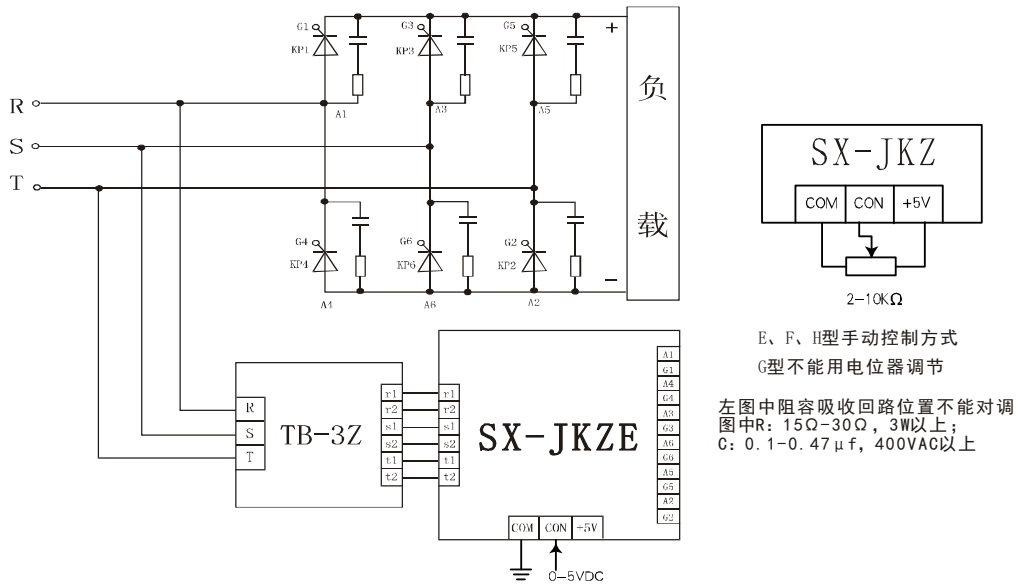 G1
G3
G5
KP1
KP3
KP5
+
负
载
R
A1
A3
A5
S
T
G4
G6
G2
KP4
KP6
KP2
−
A4
A6
A2
SX-JKZ
COM
CON
+5V
2-10KΩ
E、F、H型手动控制方式
G型不能用电位器调节
左图中阻容吸收回路位置不能对调
图中R: 15Ω-30Ω, 3W以上;
C: 0.1-0.47μf, 400VAC以上
R
S
T
TB-3Z
r1
r2
s1
s2
t1
t2
r1
r2
s1
s2
t1
t2
SX-JKZE
A1
G1
A4
G4
A3
G3
A6
G6
A5
G5
A2
G2
COM
CON
+5V
0-5VDC